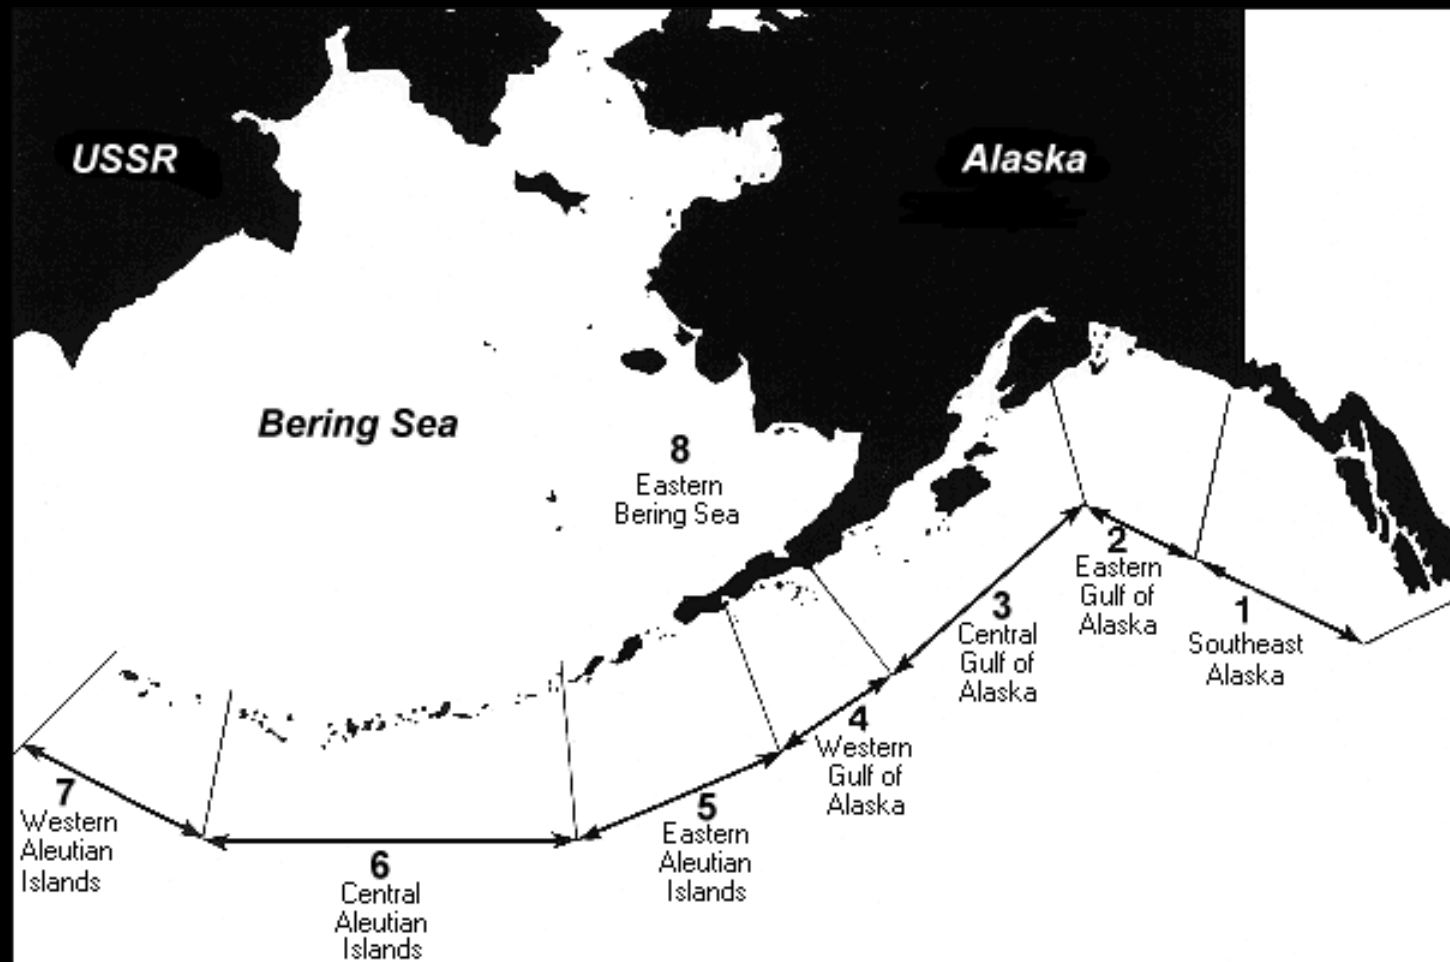 USSR
Alaska
Bering Sea
8
Eastern
Bering Sea
2
Eastern
Gulf of
Alaska
1
Southeast
Alaska
3
Central
Gulf of
Alaska
4
Western
Gulf of
Alaska
5
Eastern
Aleutian
Islands
6
Central
Aleutian
Islands
7
Western
Aleutian
Islands